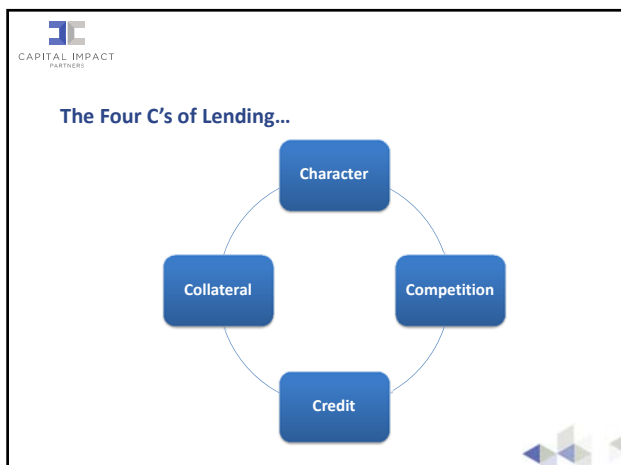 CAPITAL IMPACT
PARTNERS
The Four C’s of Lending…
Character
Collateral
Competition
Credit